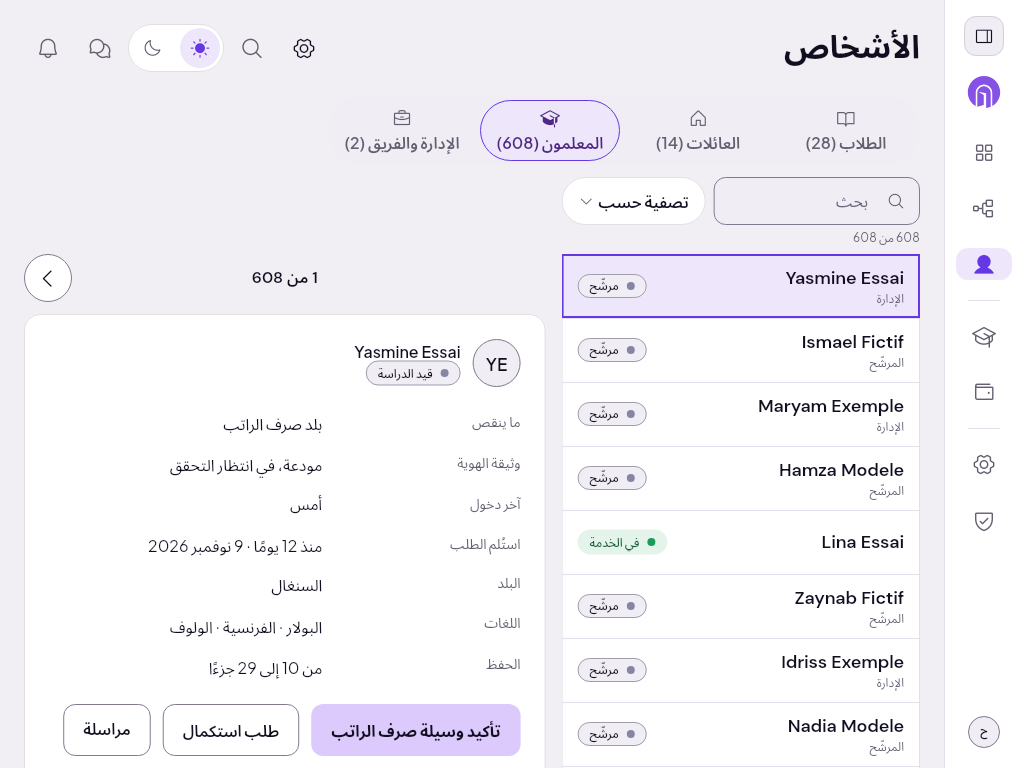 الأشخاص
الطلاب (28)
العائلات (14)
المعلمون (608)
الإدارة والفريق (2)
بحث
تصفية حسب
608 من 608
Yasmine Essai
مرشّح
الإدارة
Ismael Fictif
مرشّح
المرشّح
Maryam Exemple
مرشّح
الإدارة
Hamza Modele
مرشّح
المرشّح
Lina Essai
في الخدمة
Zaynab Fictif
مرشّح
المرشّح
Idriss Exemple
مرشّح
الإدارة
Nadia Modele
مرشّح
المرشّح
1 من 608
YE
Yasmine Essai
قيد الدراسة
ما ينقص
بلد صرف الراتب
وثيقة الهوية
مودعة، في انتظار التحقق
آخر دخول
أمس
استُلم الطلب
منذ 12 يومًا · 9 نوفمبر 2026
البلد
السنغال
اللغات
البولار · الفرنسية · الولوف
الحفظ
من 10 إلى 29 جزءًا
تأكيد وسيلة صرف الراتب
طلب استكمال
مراسلة
ح